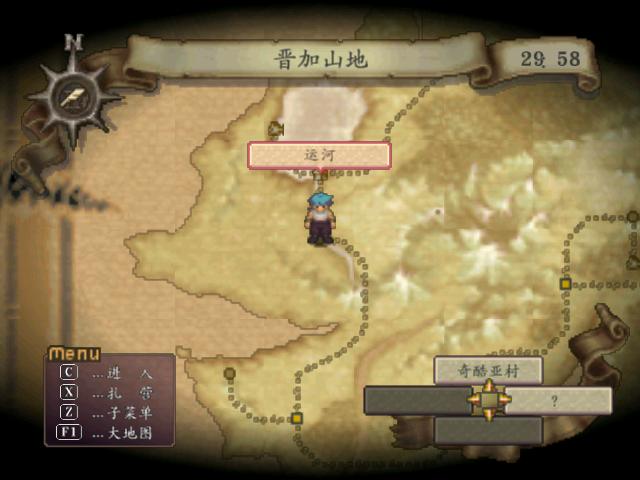 N
晋加山地
29 58
运河
Menu
C …进 入
X …扎 营
Z …子菜单
F1 …大地图
奇酷亚村
?